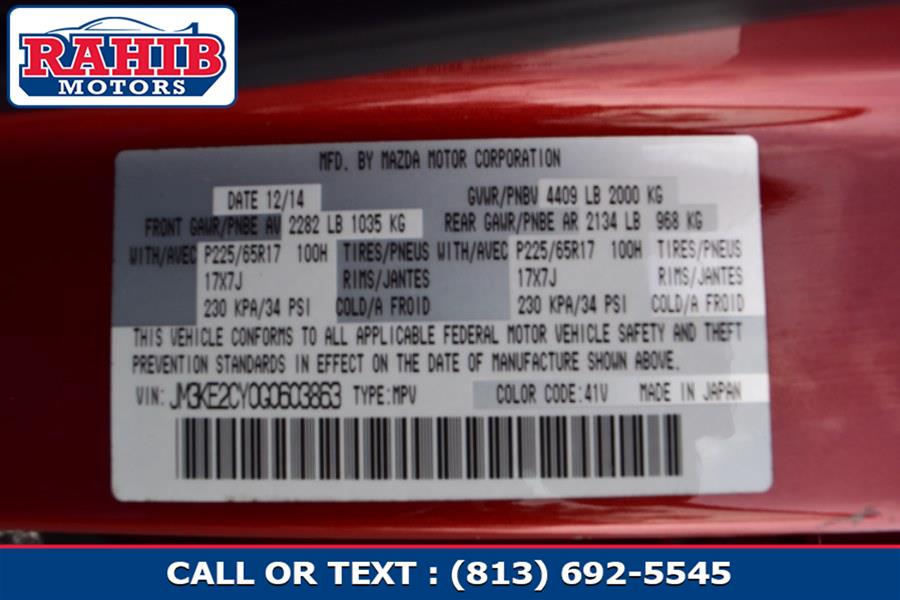 RAHIB
MOTORS
MFD. BY MAZDA MOTOR CORPORATION
DATE 12/14 GVWR/PNBV 4409 LB 2000 KG
FRONT GAWR/PNBE AV 2282 LB 1035 KG REAR GAWR/PNBE AR 2134 LB 968 KG
WITH/AVEC P225/65R17 100H TIRES/PNEUS WITH/AVEC P225/65R17 100H TIRES/PNEUS
17X7J RIMS/JANTES 17X7J RIMS/JANTES
230 KPA/34 PSI COLD/A FROID 230 KPA/34 PSI COLD/A FROID
THIS VEHICLE CONFORMS TO ALL APPLICABLE FEDERAL MOTOR VEHICLE SAFETY AND THEFT
PREVENTION STANDARDS IN EFFECT ON THE DATE OF MANUFACTURE SHOWN ABOVE.
VIN: JM3KE2CY0G0603863 TYPE:MPV COLOR CODE:41V MADE IN JAPAN
CALL OR TEXT : (813) 692-5545